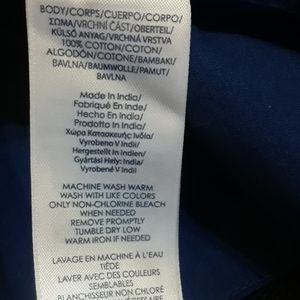 BODY/CORPS/CUERPO/CORPO/
ΣΩΜΑ/VRCHNÍ ČÁST/OBERTEIL/
KÜLSŐ ANYAG/VRCHNÁ VRSTVA
100% COTTON/COTON/
ALGODÓN/COTONE/BAMBAKI/
BAVLNA/BAUMWOLLE/PAMUT/
BAVLNA
Made In India/
Fabriqué En Inde/
Hecho En India/
Prodotto In India/
Χώρα Κατασκευής Ινδία/
Vyrobeno V Indii/
Hergestellt In Indien/
Gyártási Hely: India/
Vyrobené V Indii
MACHINE WASH WARM
WASH WITH LIKE COLORS
ONLY NON-CHLORINE BLEACH
WHEN NEEDED
REMOVE PROMPTLY
TUMBLE DRY LOW
WARM IRON IF NEEDED
LAVAGE EN MACHINE À L'EAU
TIÈDE
LAVER AVEC DES COULEURS
SEMBLABLES
BLANCHISSEUR NON CHLORÉ